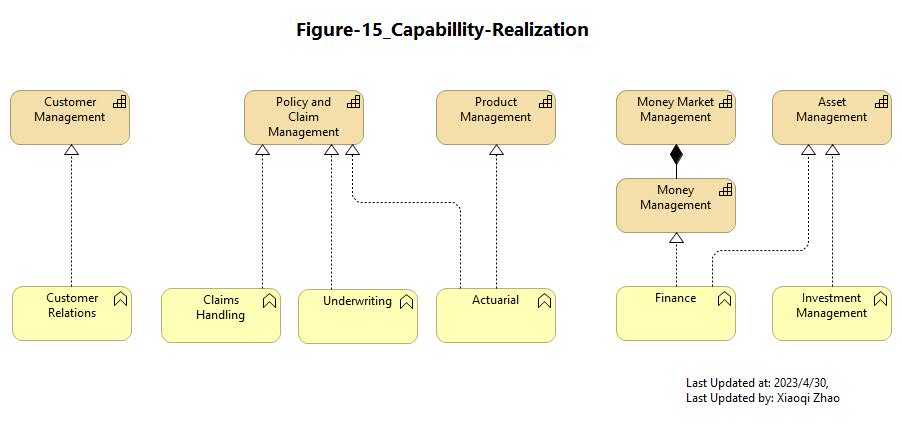 Figure-15_Capabillity-Realization
Customer
Management
Policy and
Claim
Management
Product
Management
Money Market
Management
Asset
Management
Money
Management
Customer
Relations
Claims
Handling
Underwriting
Actuarial
Finance
Investment
Management
Last Updated at: 2023/4/30,
Last Updated by: Xiaoqi Zhao